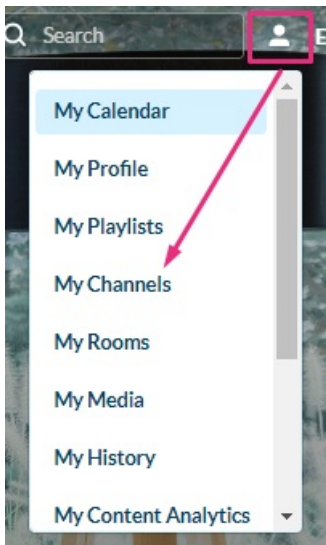 Search
My Calendar
My Profile
My Playlists
My Channels
My Rooms
My Media
My History
My Content Analytics